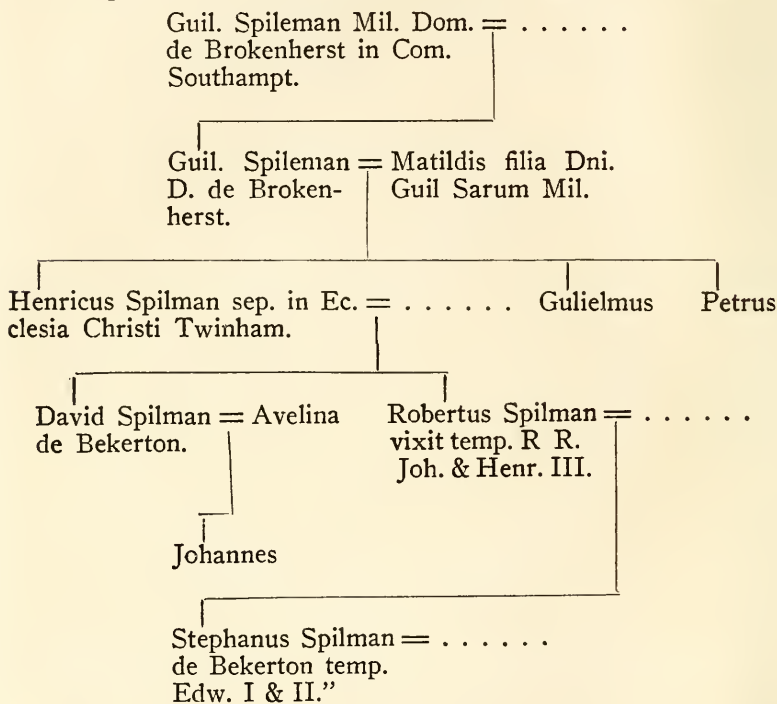 Guil. Spileman Mil. Dom. = . . . . . .
de Brokenherst in Com.
Southampt.
Guil. Spileman = Matildis filia Dni.
D. de Broken- Guil Sarum Mil.
herst.
Henricus Spilman sep. in Ec. = . . . . . . Gulielmus Petrus
clesia Christi Twinham.
David Spilman = Avelina Robertus Spilman = . . . . . .
de Bekerton. vixit temp. R R.
Joh. & Henr. III.
Johannes
Stephanus Spilman = . . . . . .
de Bekerton temp.
Edw. I & II.”